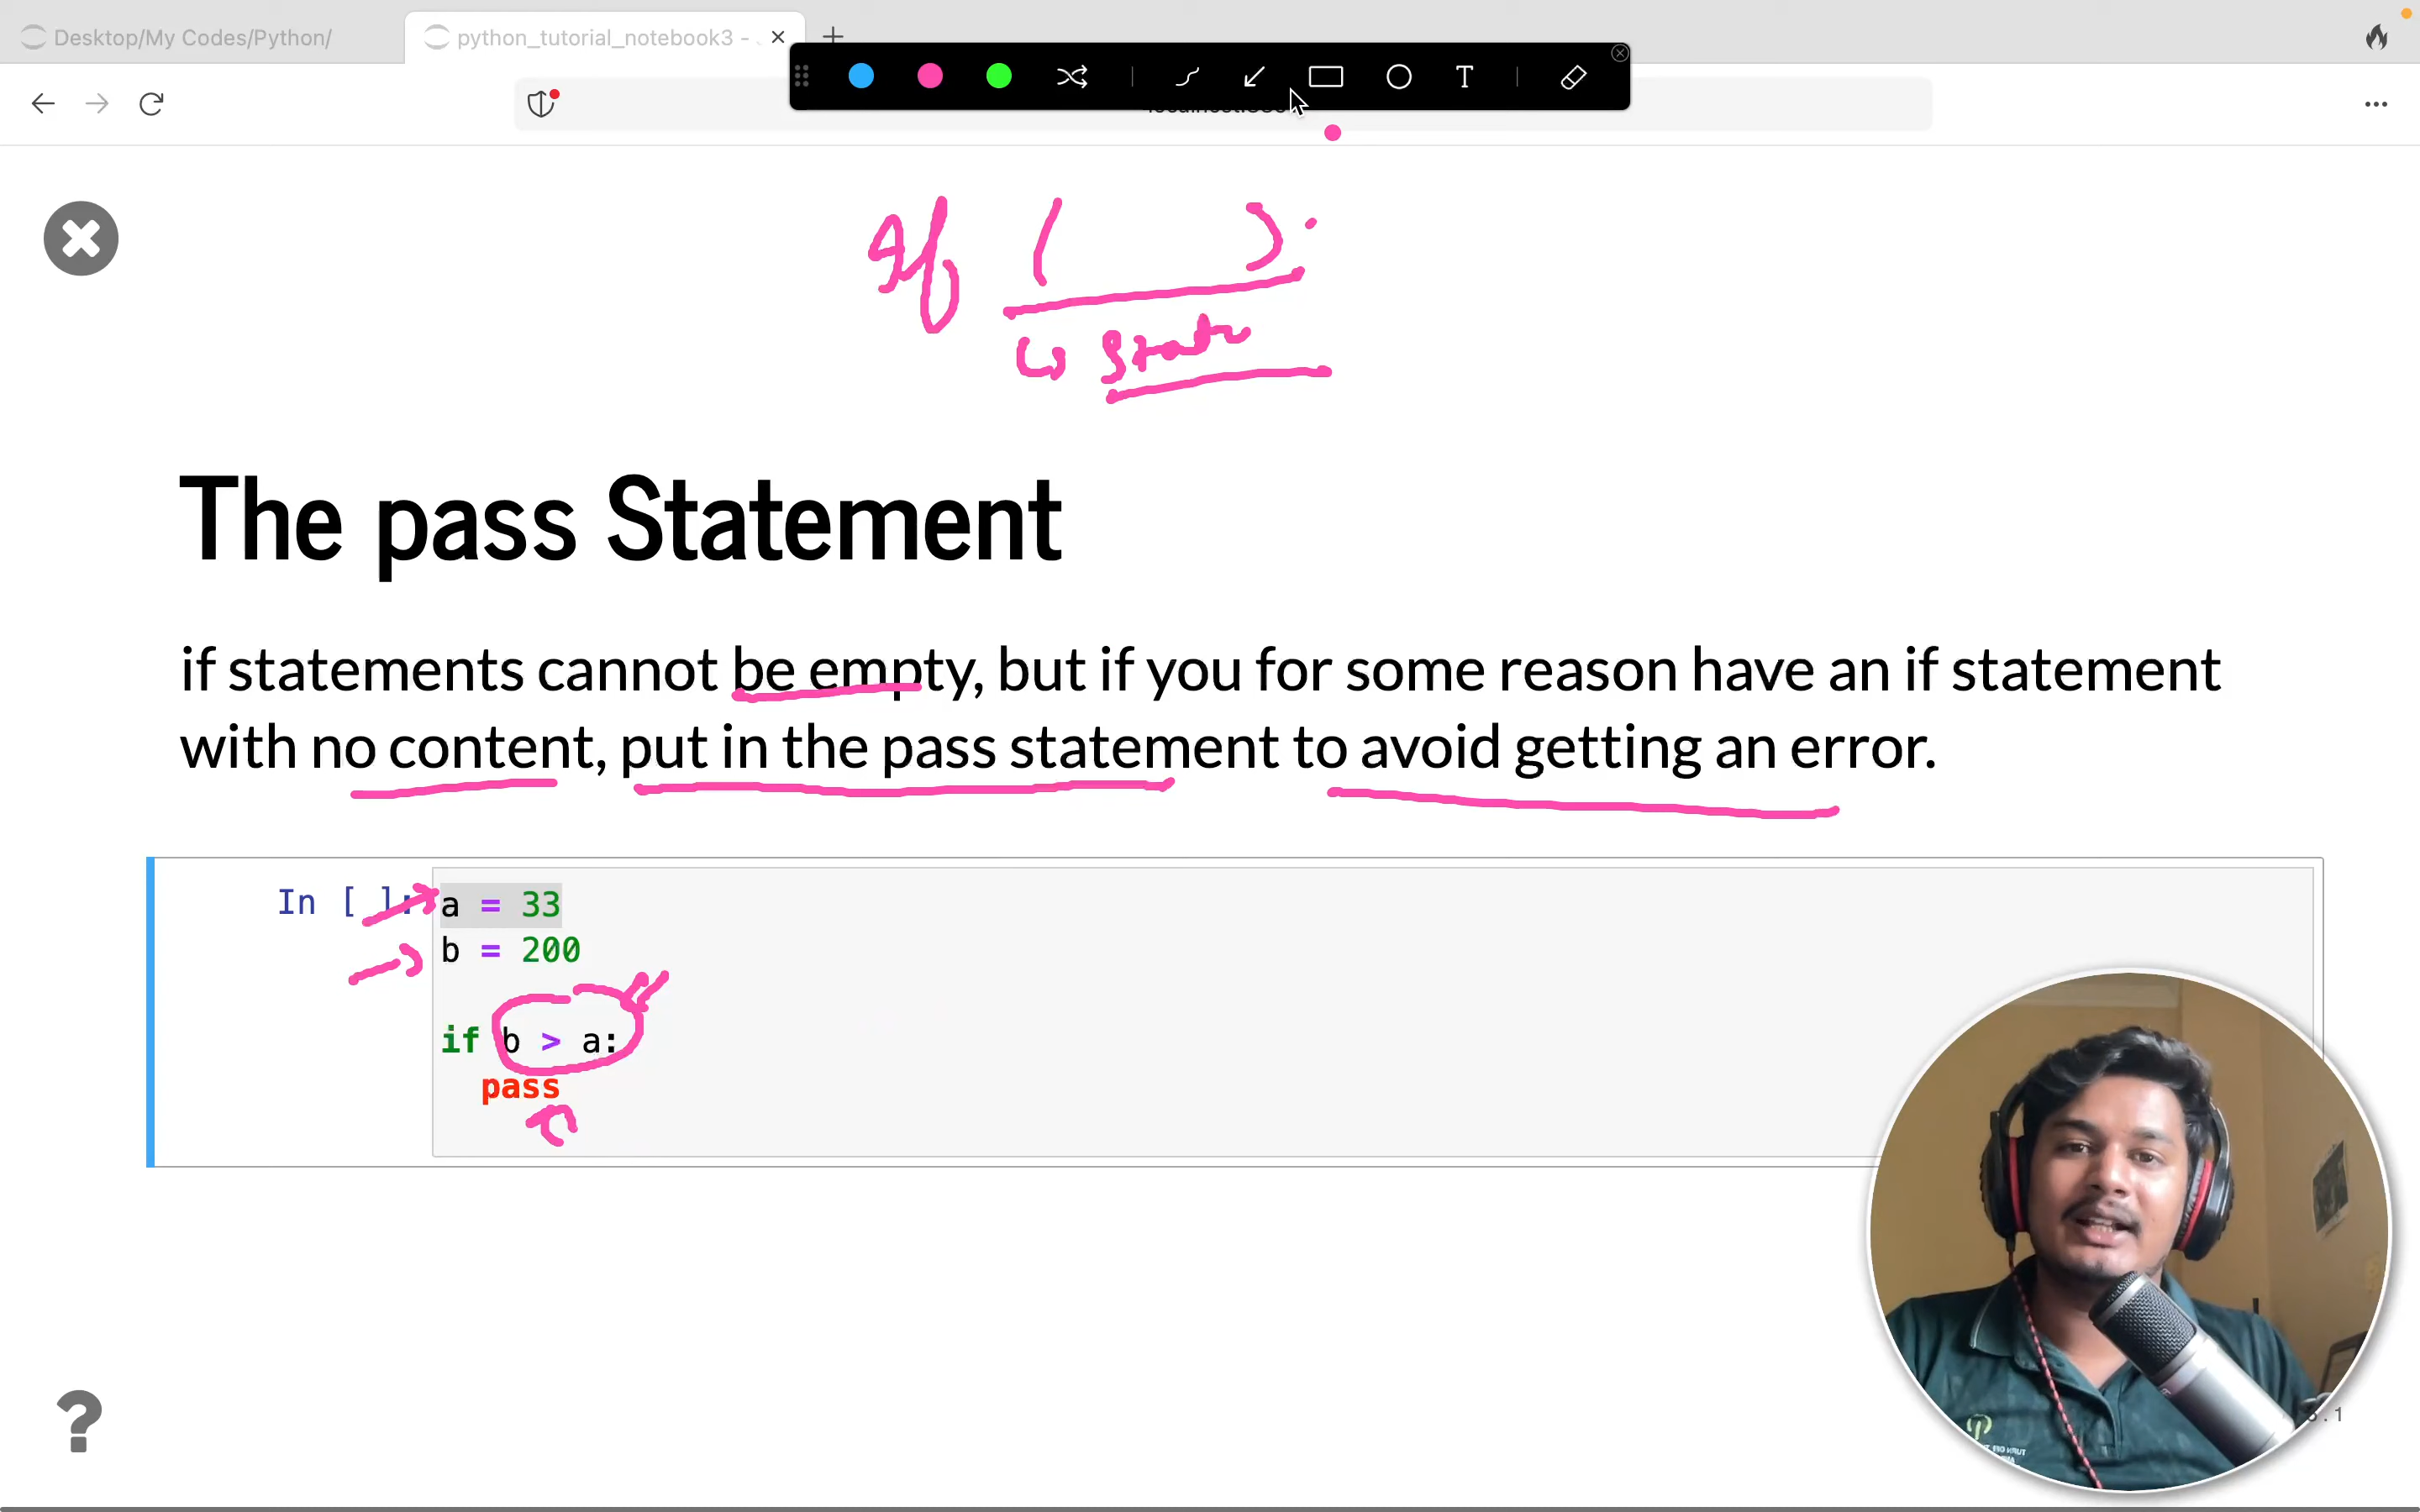 Desktop/My Codes/Python/
python_tutorial_notebook3 -
T
if ( ):
The pass Statement
if statements cannot be empty, but if you for some reason have an if statement
with no content, put in the pass statement to avoid getting an error.
In [ ]:
a = 33
b = 200
if b > a:
pass
?